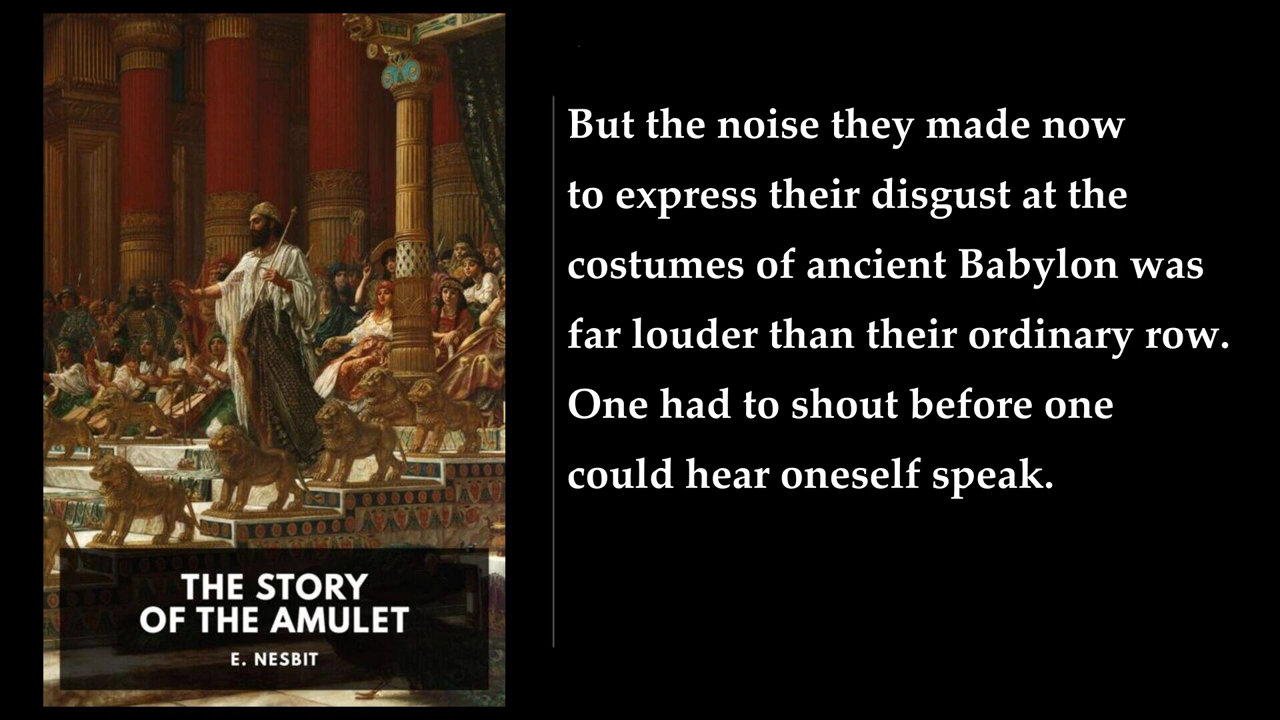 THE STORY
OF THE AMULET
E. NESBIT
But the noise they made now
to express their disgust at the
costumes of ancient Babylon was
far louder than their ordinary row.
One had to shout before one
could hear oneself speak.